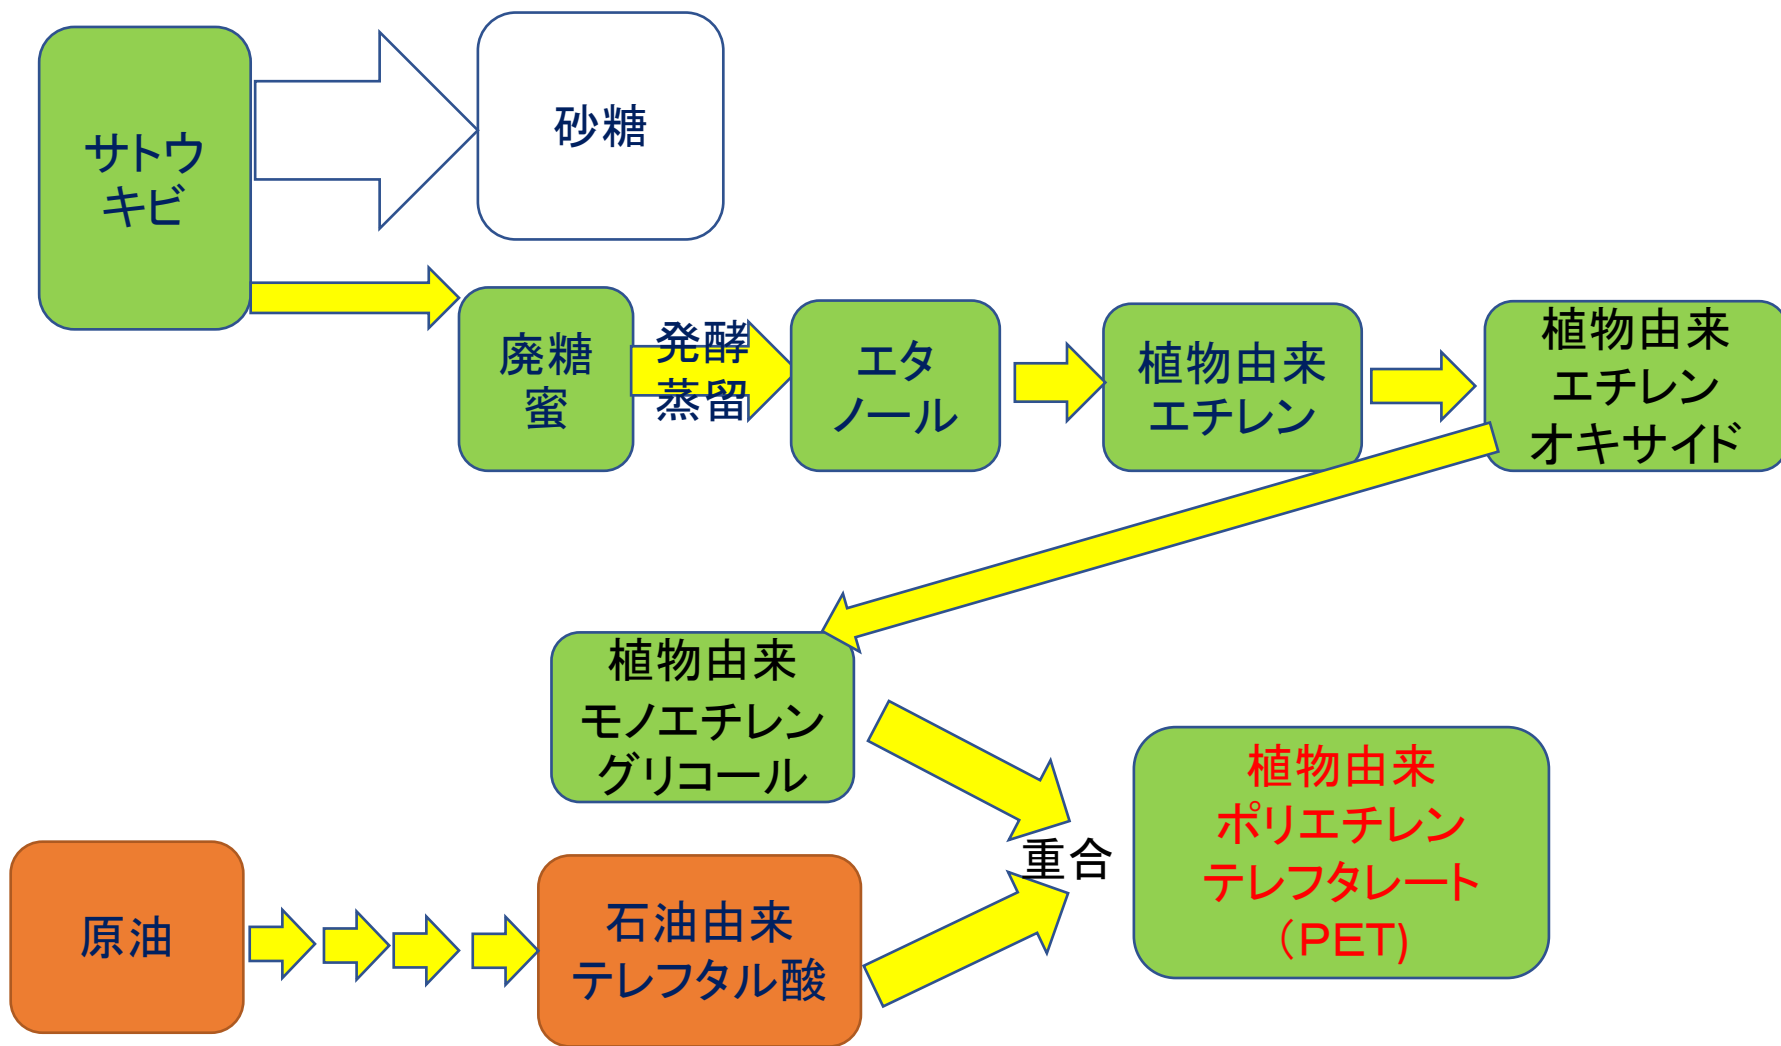 サトウ
キビ
砂糖
廃糖
蜜
発酵
蒸留
エタ
ノール
植物由来
エチレン
植物由来
エチレン
オキサイド
植物由来
モノエチレン
グリコール
重合
植物由来
ポリエチレン
テレフタレート
（PET)
原油
石油由来
テレフタル酸